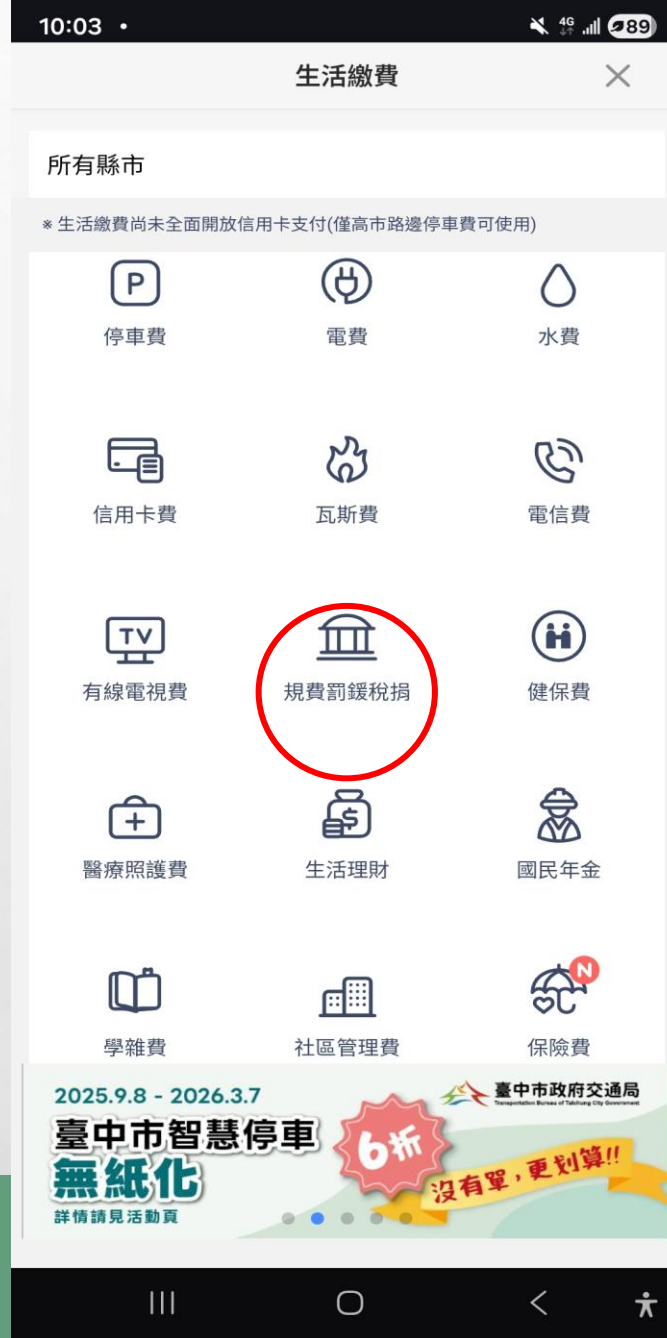 10:03
4G
89
生活繳費
所有縣市
※ 生活繳費尚未全面開放信用卡支付(僅高市路邊停車費可使用)
P
停車費
電費
水費
信用卡費
瓦斯費
電信費
TV
有線電視費
規費罰鍰稅捐
健保費
$
醫療照護費
生活理財
國民年金
N
學雜費
社區管理費
保險費
2025.9.8 - 2026.3.7
臺中市政府交通局
Transportation Bureau of Taichung City Government
臺中市智慧停車
6折
無紙化
沒有單，更划算!!
詳情請見活動頁